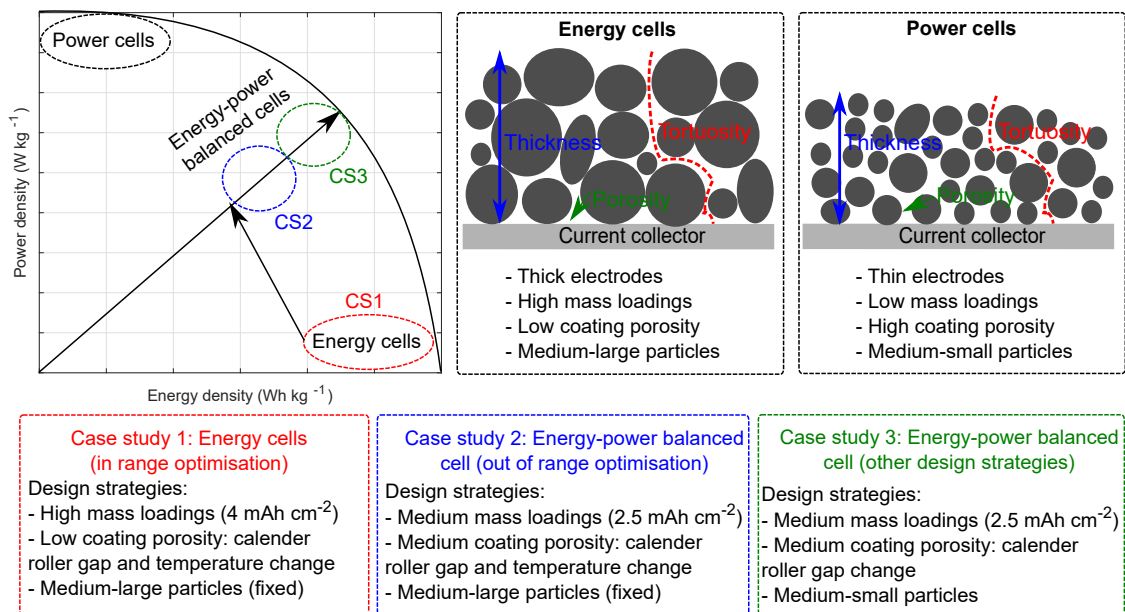 Power cells
Energy-power
balanced cells
CS3
CS2
CS1
Energy cells
Power density (W kg⁻¹)
Energy density (Wh kg⁻¹)
Energy cells
Thickness
Tortuosity
Porosity
Current collector
- Thick electrodes
- High mass loadings
- Low coating porosity
- Medium-large particles
Power cells
Thickness
Tortuosity
Porosity
Current collector
- Thin electrodes
- Low mass loadings
- High coating porosity
- Medium-small particles
Case study 1: Energy cells
(in range optimisation)
Design strategies:
- High mass loadings (4 mAh cm⁻²)
- Low coating porosity: calender
roller gap and temperature change
- Medium-large particles (fixed)
Case study 2: Energy-power balanced
cell (out of range optimisation)
Design strategies:
- Medium mass loadings (2.5 mAh cm⁻²)
- Medium coating porosity: calender
roller gap and temperature change
- Medium-large particles (fixed)
Case study 3: Energy-power balanced
cell (other design strategies)
Design strategies:
- Medium mass loadings (2.5 mAh cm⁻²)
- Medium coating porosity: calender
roller gap change
- Medium-small particles